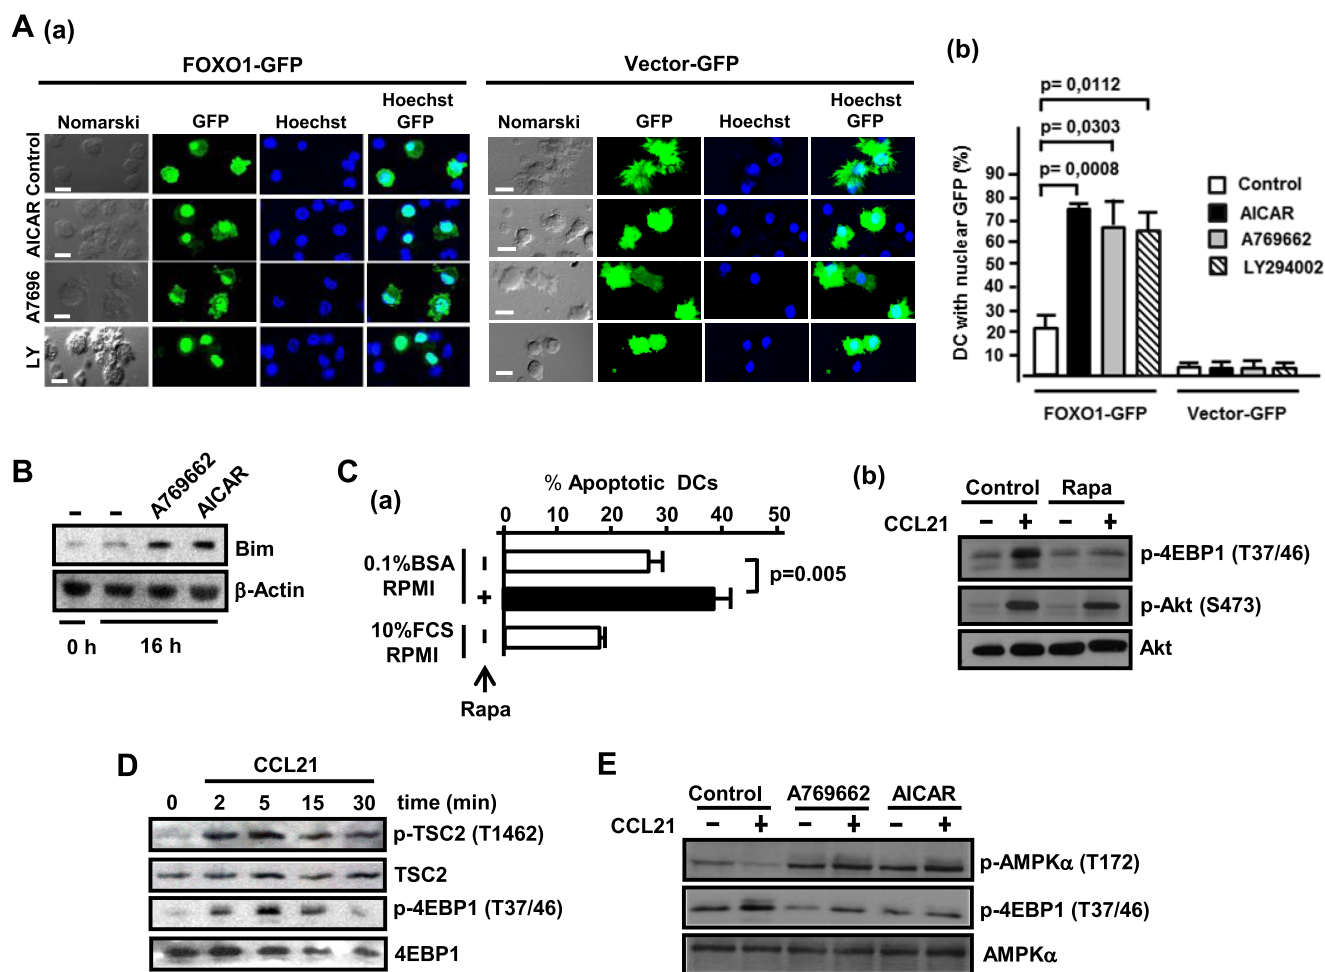 A (a)
FOXO1-GFP
Vector-GFP
Nomarski GFP Hoechst Hoechst GFP
Nomarski GFP Hoechst Hoechst GFP
Control
AICAR
A7696
LY
(b)
p= 0,0112
p= 0,0303
p= 0,0008
DC with nuclear GFP (%)
90
80
70
60
50
40
30
20
10
Control
AICAR
A769662
LY294002
FOXO1-GFP Vector-GFP
B
– – A769662 AICAR
Bim
β-Actin
0 h 16 h
C
(a)
% Apoptotic DCs
0 10 20 30 40 50
0.1%BSA RPMI
–
+
p=0.005
10%FCS RPMI
–
Rapa
(b)
Control Rapa
CCL21 – + – +
p-4EBP1 (T37/46)
p-Akt (S473)
Akt
D
CCL21
0 2 5 15 30 time (min)
p-TSC2 (T1462)
TSC2
p-4EBP1 (T37/46)
4EBP1
E
Control A769662 AICAR
CCL21 – + – + – +
p-AMPKα (T172)
p-4EBP1 (T37/46)
AMPKα